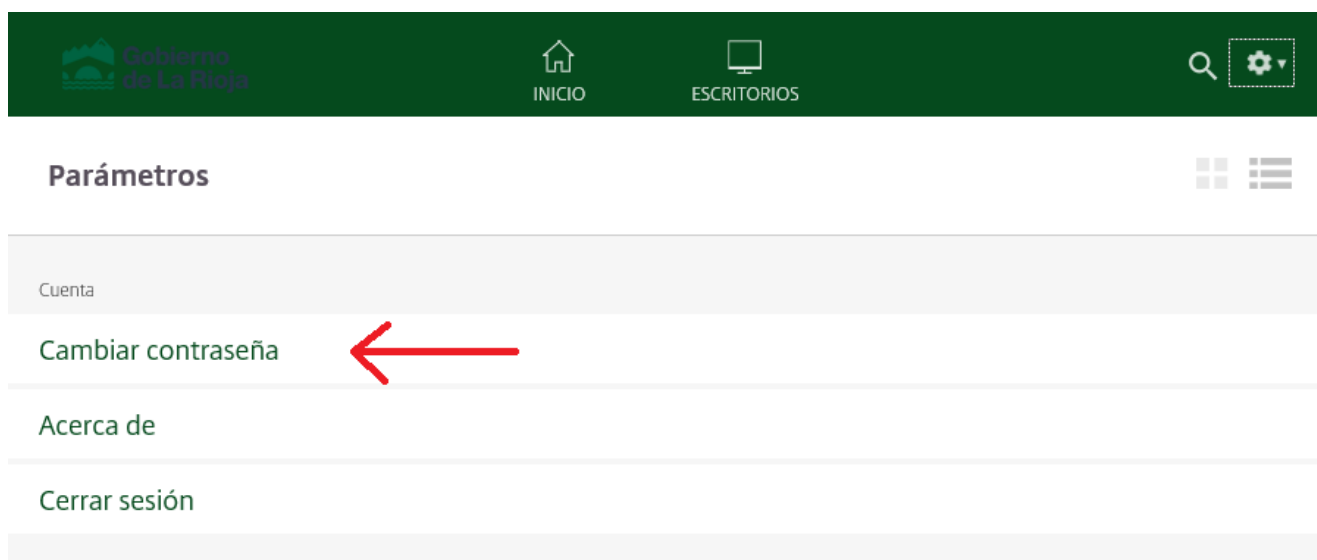 Gobierno
de La Rioja
INICIO
ESCRITORIOS
Parámetros
Cuenta
Cambiar contraseña
Acerca de
Cerrar sesión